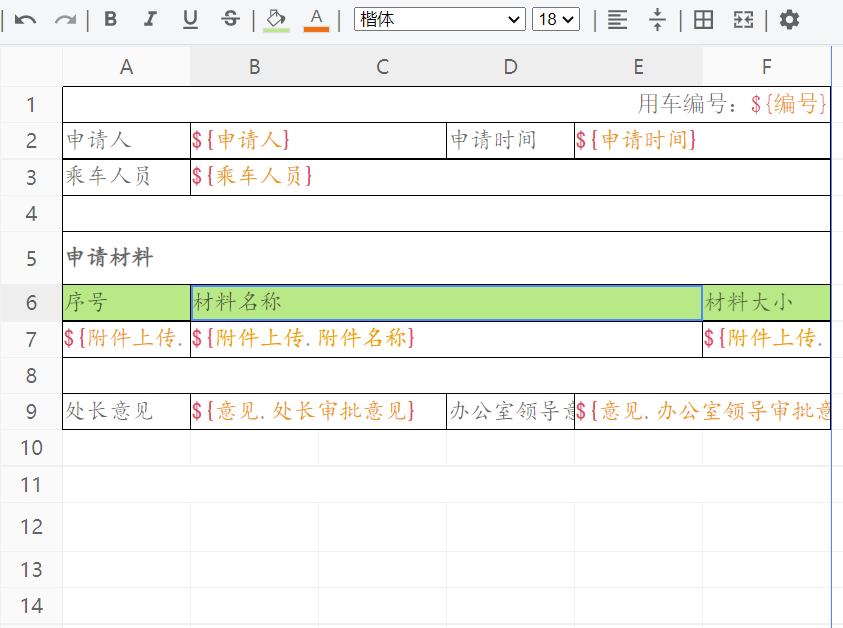 B I U S A 楷体 18
A B C D E F
1 用车编号：${编号}
2 申请人 ${申请人} 申请时间 ${申请时间}
3 乘车人员 ${乘车人员}
4
5 申请材料
6 序号 材料名称 材料大小
7 ${附件上传. ${附件上传.附件名称} ${附件上传.
8
9 处长意见 ${意见.处长审批意见} 办公室领导意 ${意见.办公室领导审批意
10
11
12
13
14